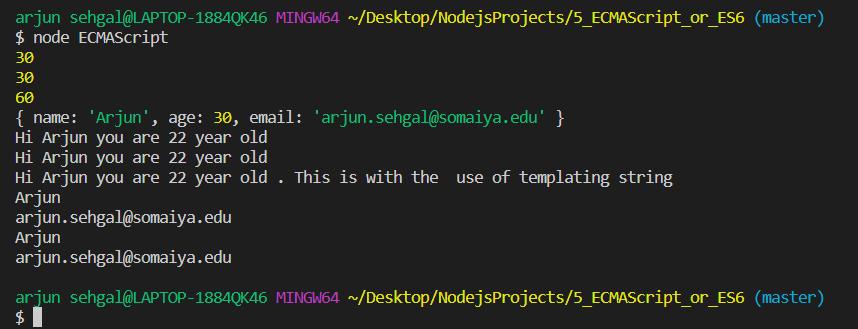 arjun sehgal@LAPTOP-1884QK46 MINGW64 ~/Desktop/NodejsProjects/5_ECMAScript_or_ES6 (master)
$ node ECMAScript
30
30
60
{ name: 'Arjun', age: 30, email: 'arjun.sehgal@somaiya.edu' }
Hi Arjun you are 22 year old
Hi Arjun you are 22 year old
Hi Arjun you are 22 year old . This is with the  use of templating string
Arjun
arjun.sehgal@somaiya.edu
Arjun
arjun.sehgal@somaiya.edu
arjun sehgal@LAPTOP-1884QK46 MINGW64 ~/Desktop/NodejsProjects/5_ECMAScript_or_ES6 (master)
$